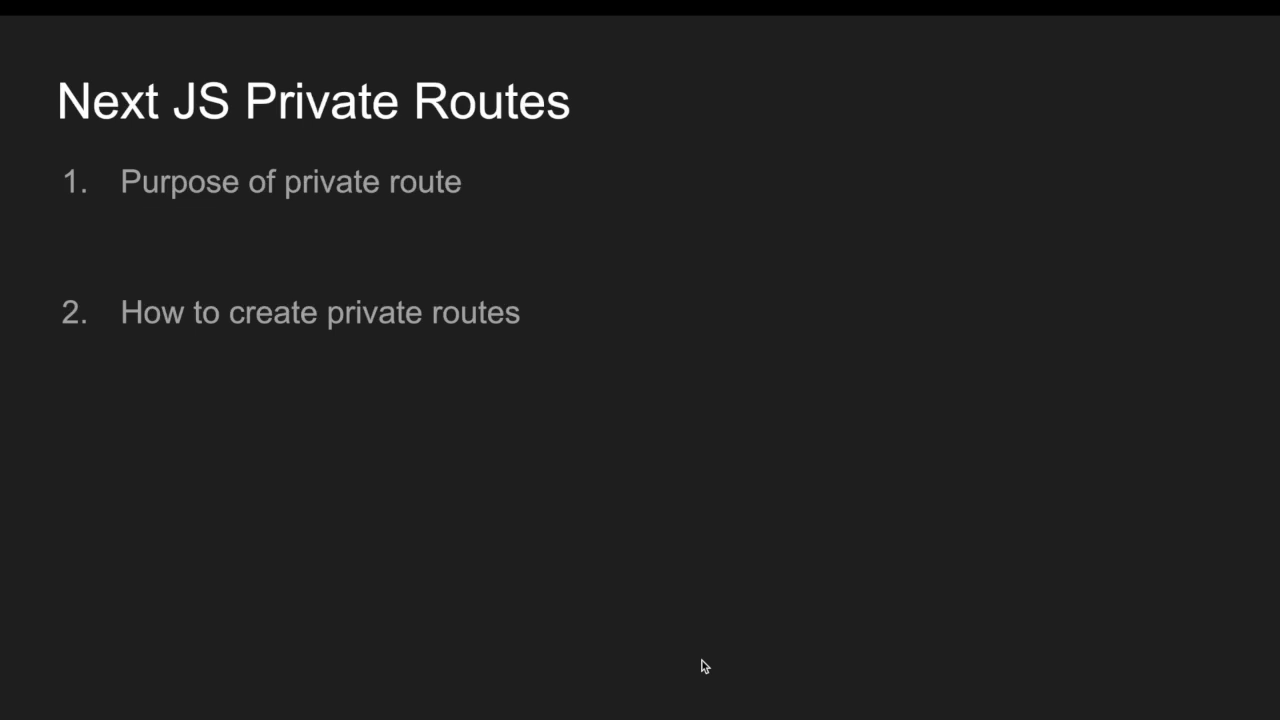 Next JS Private Routes
1. Purpose of private route
2. How to create private routes